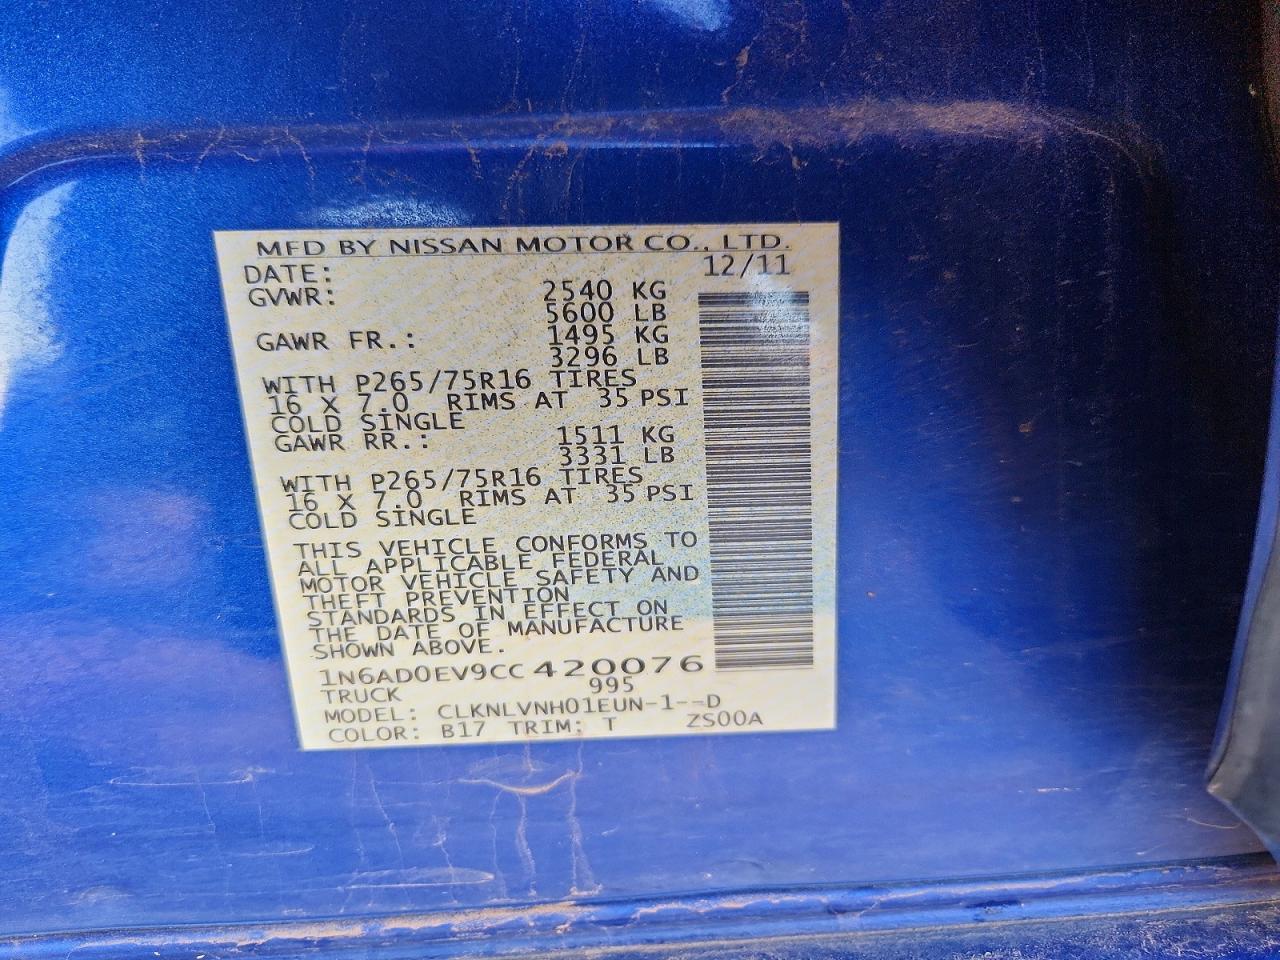 MFD BY NISSAN MOTOR CO., LTD.
DATE: 12/11
GVWR: 2540 KG
5600 LB
GAWR FR.: 1495 KG
3296 LB
WITH P265/75R16 TIRES
16 X 7.0 RIMS AT 35 PSI
COLD SINGLE
GAWR RR.: 1511 KG
3331 LB
WITH P265/75R16 TIRES
16 X 7.0 RIMS AT 35 PSI
COLD SINGLE
THIS VEHICLE CONFORMS TO
ALL APPLICABLE FEDERAL
MOTOR VEHICLE SAFETY AND
THEFT PREVENTION
STANDARDS IN EFFECT ON
THE DATE OF MANUFACTURE
SHOWN ABOVE.
1N6AD0EV9CC420076
TRUCK 995
MODEL: CLKNLVNH01EUN-1--D
COLOR: B17 TRIM: T ZS00A